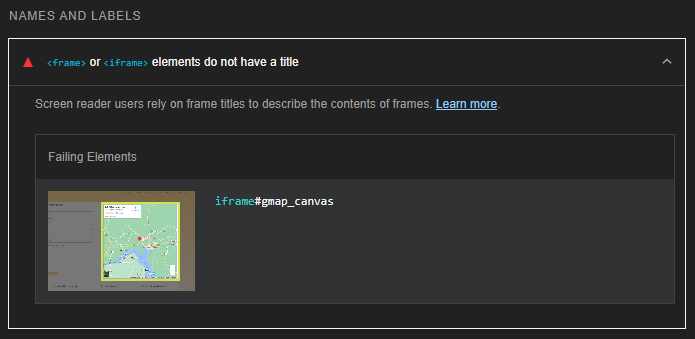 NAMES AND LABELS
<frame> or <iframe> elements do not have a title
Screen reader users rely on frame titles to describe the contents of frames. Learn more.
Failing Elements
iframe#gmap_canvas